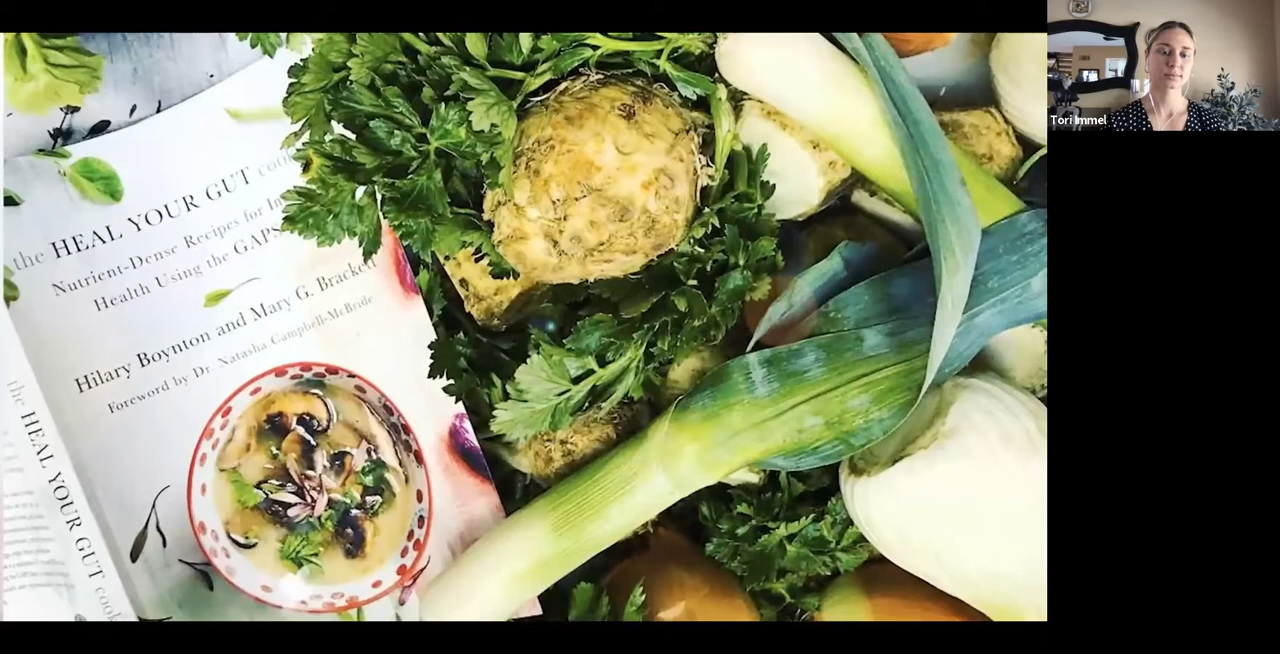 the HEAL YOUR GUT
Nutrient-Dense Recipes for
Health Using the GAPS
Hilary Boynton and Mary G. Brackett
Foreword by Dr. Natasha Campbell-McBride
the HEAL YOUR GUT
Tori Immel